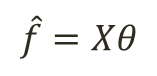 f̂ = Xθ